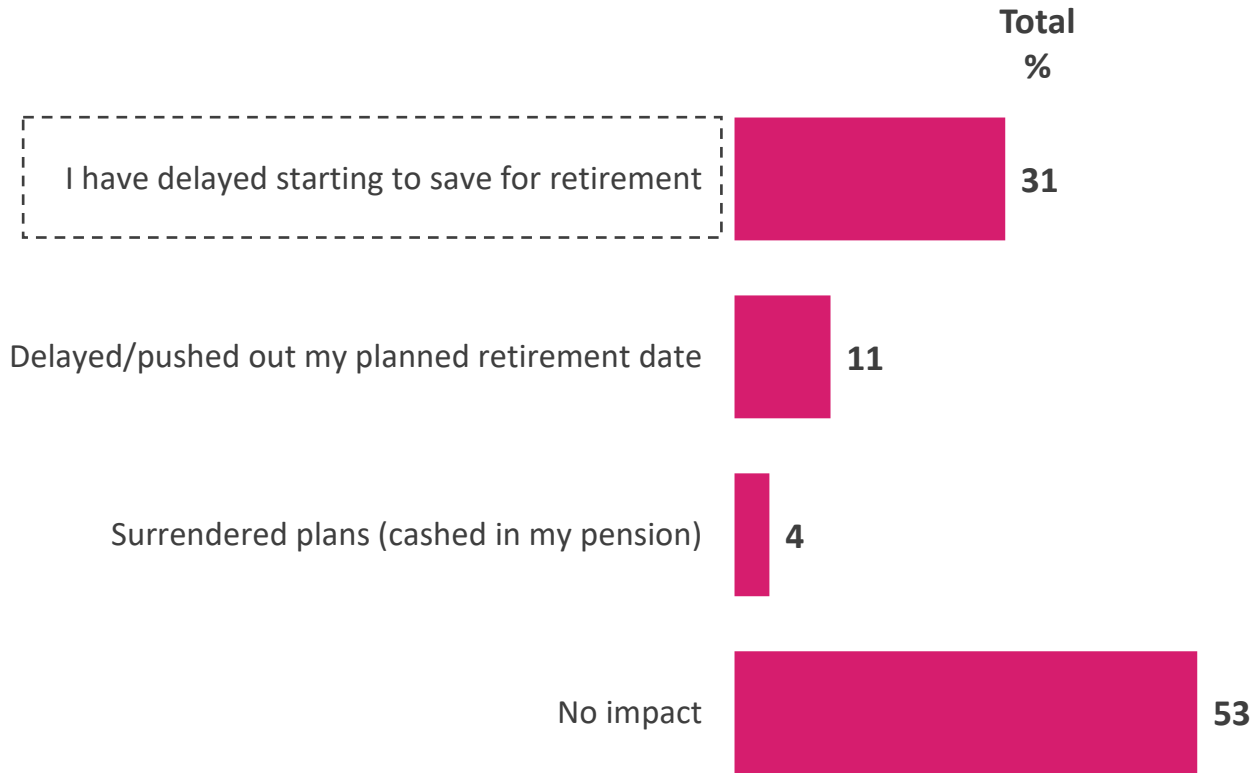 Total
%
I have delayed starting to save for retirement
31
Delayed/pushed out my planned retirement date
11
Surrendered plans (cashed in my pension)
4
No impact
53